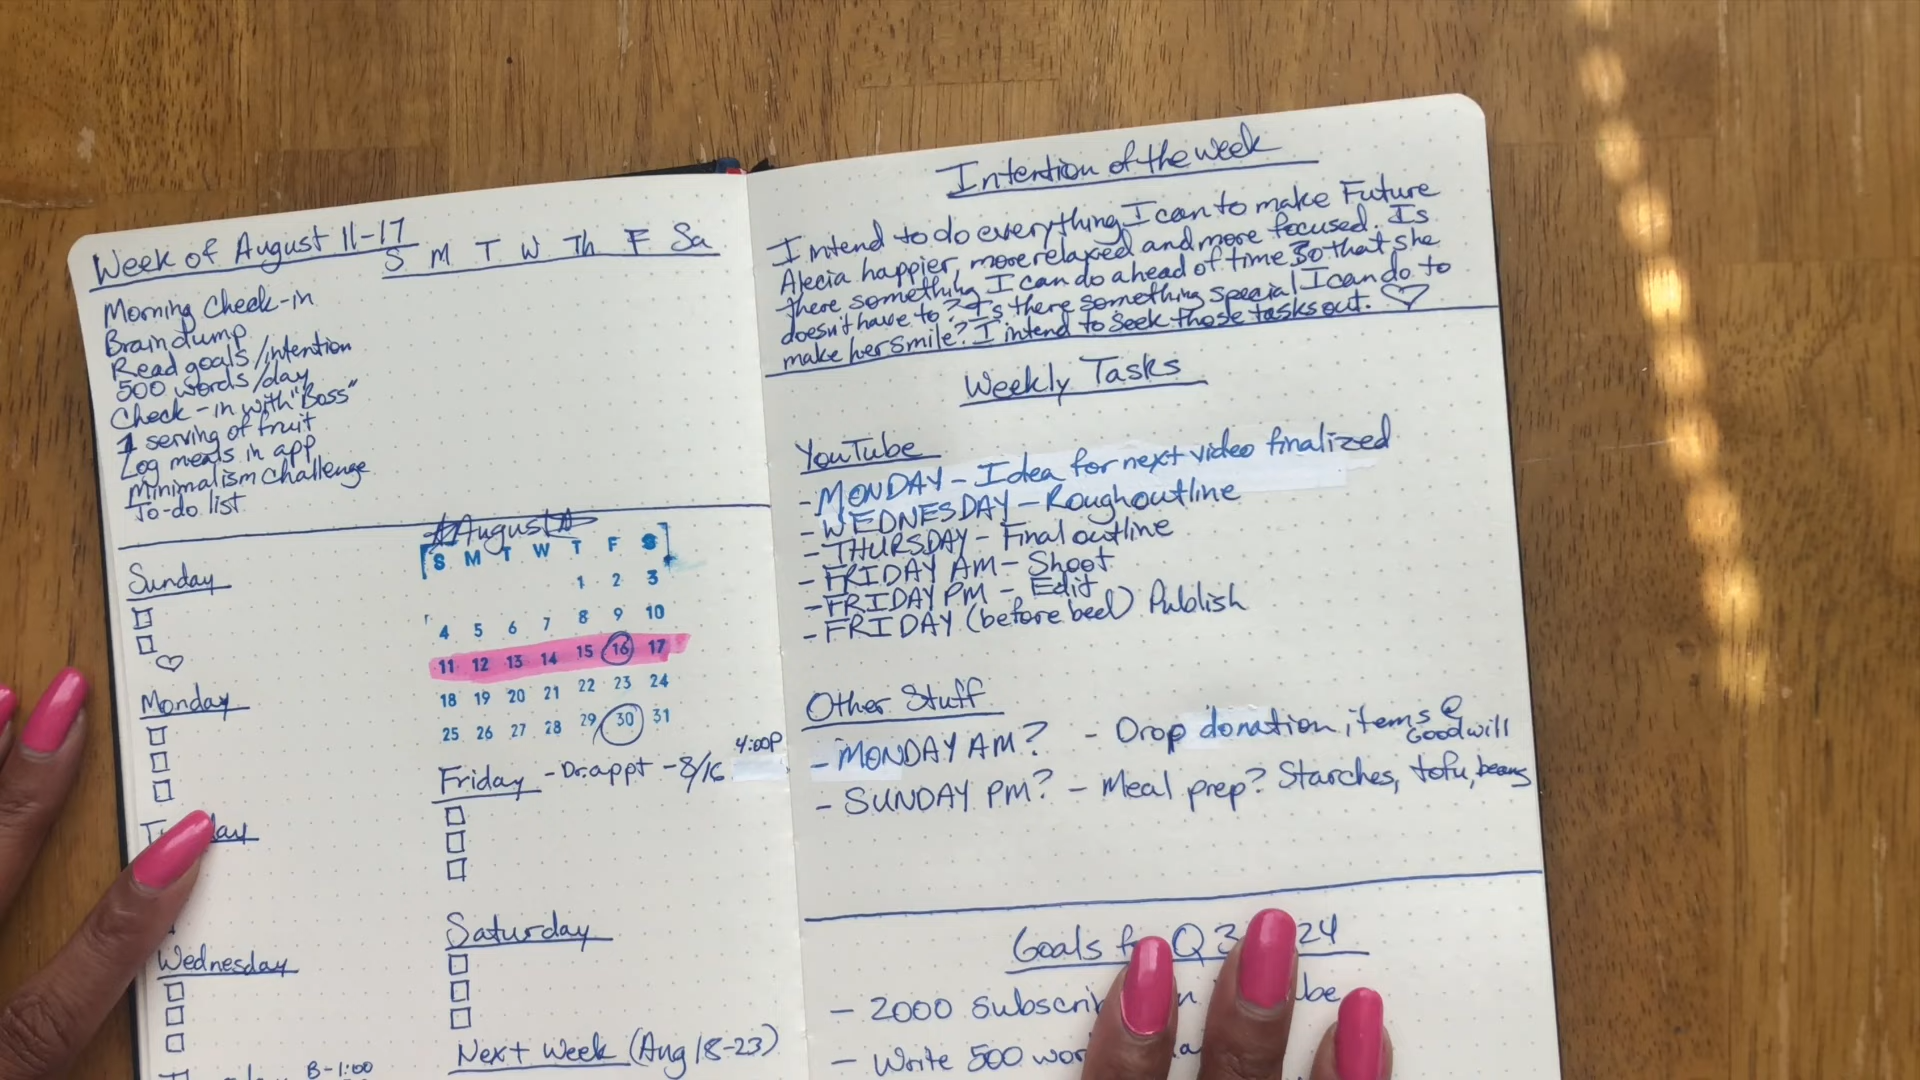 Week of August 11-17
S M T W Th F Sa
Morning Check-in
Brain dump
Read goals/intention
500 words/day
Check-in with "Boss"
1 serving of fruit
Log meals in app
Minimalism Challenge
To-do list
Sunday
Monday
Wednesday
August
S M T W T F S
1 2 3
4 5 6 7 8 9 10
11 12 13 14 15 16 17
18 19 20 21 22 23 24
25 26 27 28 29 30 31
Friday - Dr. appt - 8/16 4:00P
Saturday
Next Week (Aug 18-23)
B-1:00
Intention of the Week
I intend to do everything I can to make Future
Alecia happier, more relaxed and more focused. Is
there something I can do ahead of time so that she
doesn't have to? Is there something special I can do to
make her smile? I intend to seek those tasks out.
Weekly Tasks
YouTube
- MONDAY - Idea for next video finalized
- WEDNESDAY - Rough outline
- THURSDAY - Final outline
- FRIDAY AM - Shoot
- FRIDAY PM - Edit
- FRIDAY (before bed) Publish
Other Stuff
- MONDAY AM? - Drop donation items @ Goodwill
- SUNDAY PM? - Meal prep? Starches, tofu, beans
Goals Q3 24
- 2000
- Write 500